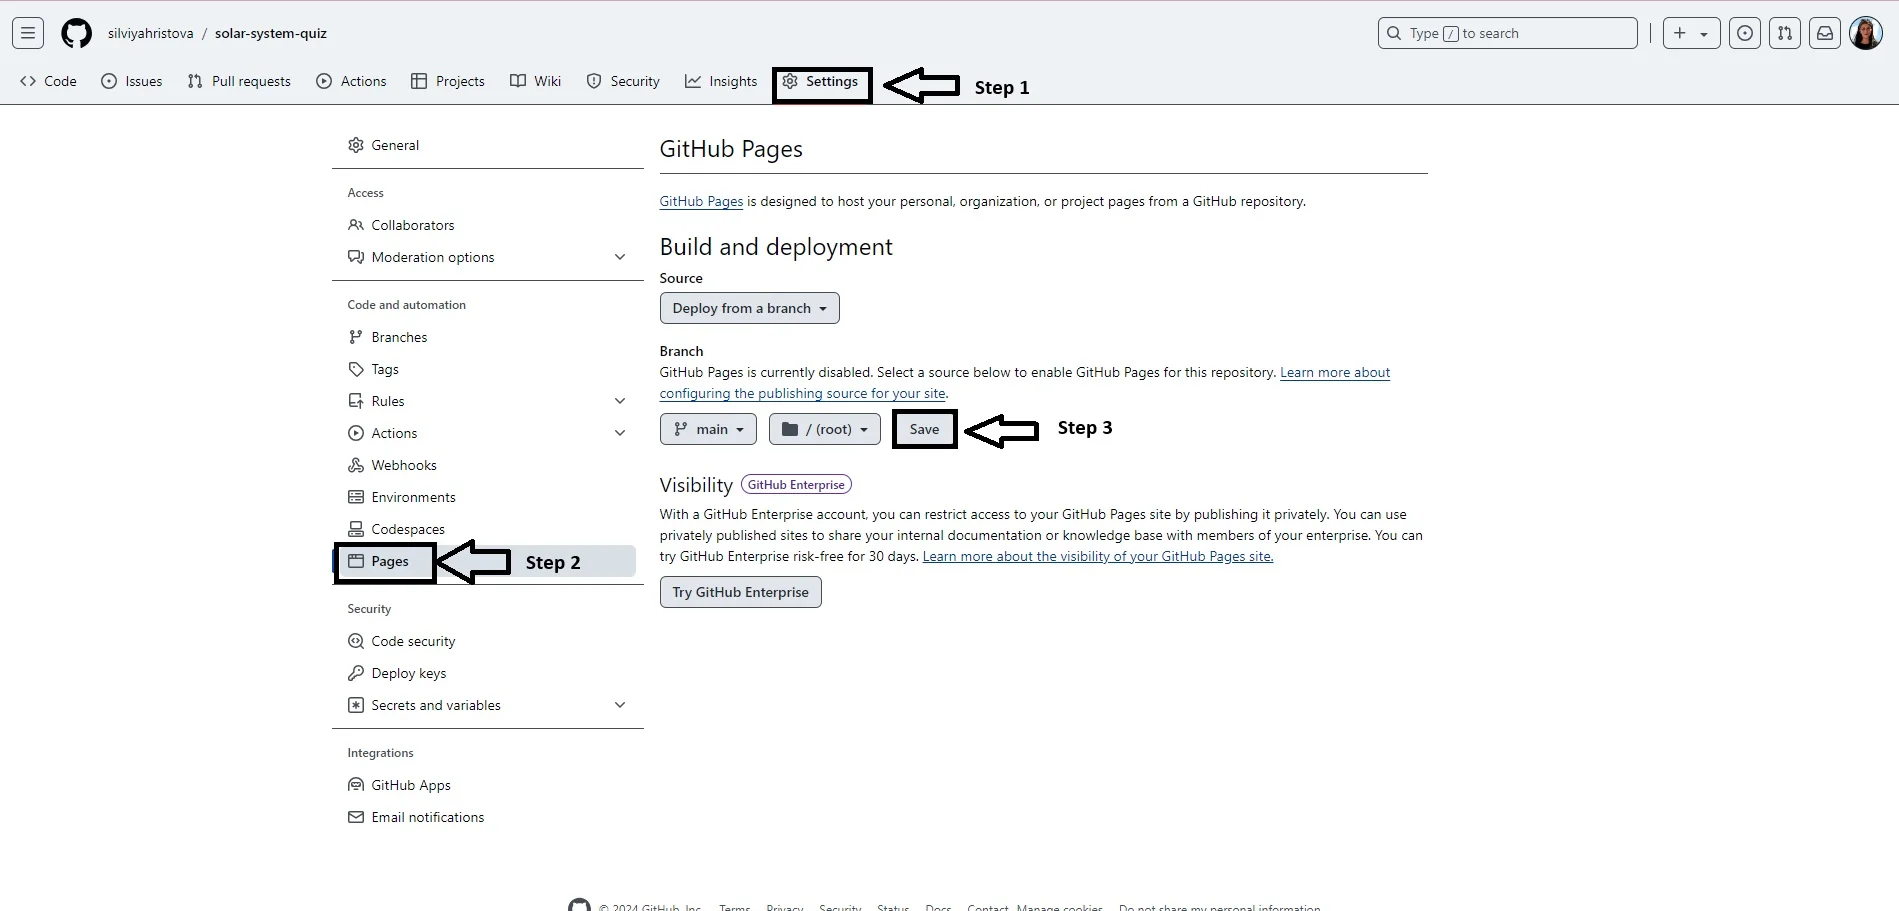 silviyahristova / solar-system-quiz
Type / to search
Code Issues Pull requests Actions Projects Wiki Security Insights Settings
Step 1
General
Access
Collaborators
Moderation options
Code and automation
Branches
Tags
Rules
Actions
Webhooks
Environments
Codespaces
Pages
Step 2
Security
Code security
Deploy keys
Secrets and variables
Integrations
GitHub Apps
Email notifications
GitHub Pages
GitHub Pages is designed to host your personal, organization, or project pages from a GitHub repository.
Build and deployment
Source
Deploy from a branch
Branch
GitHub Pages is currently disabled. Select a source below to enable GitHub Pages for this repository. Learn more about
configuring the publishing source for your site.
main / (root) Save
Step 3
Visibility GitHub Enterprise
With a GitHub Enterprise account, you can restrict access to your GitHub Pages site by publishing it privately. You can use
privately published sites to share your internal documentation or knowledge base with members of your enterprise. You can
try GitHub Enterprise risk-free for 30 days. Learn more about the visibility of your GitHub Pages site.
Try GitHub Enterprise
© 2024 GitHub, Inc. Terms Privacy Security Status Docs Contact Manage cookies Do not share my personal information